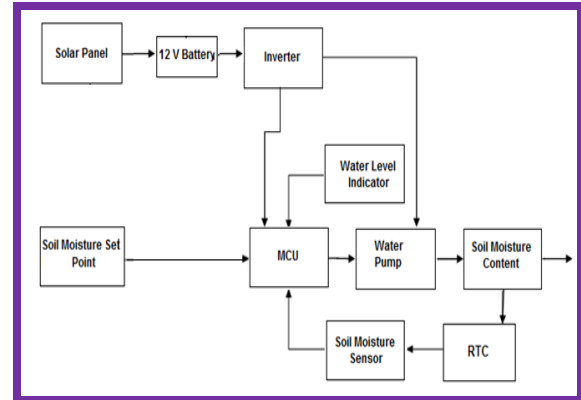 Solar Panel
12 V Battery
Inverter
Water Level
Indicator
Soil Moisture Set
Point
MCU
Water
Pump
Soil Moisture
Content
Soil Moisture
Sensor
RTC